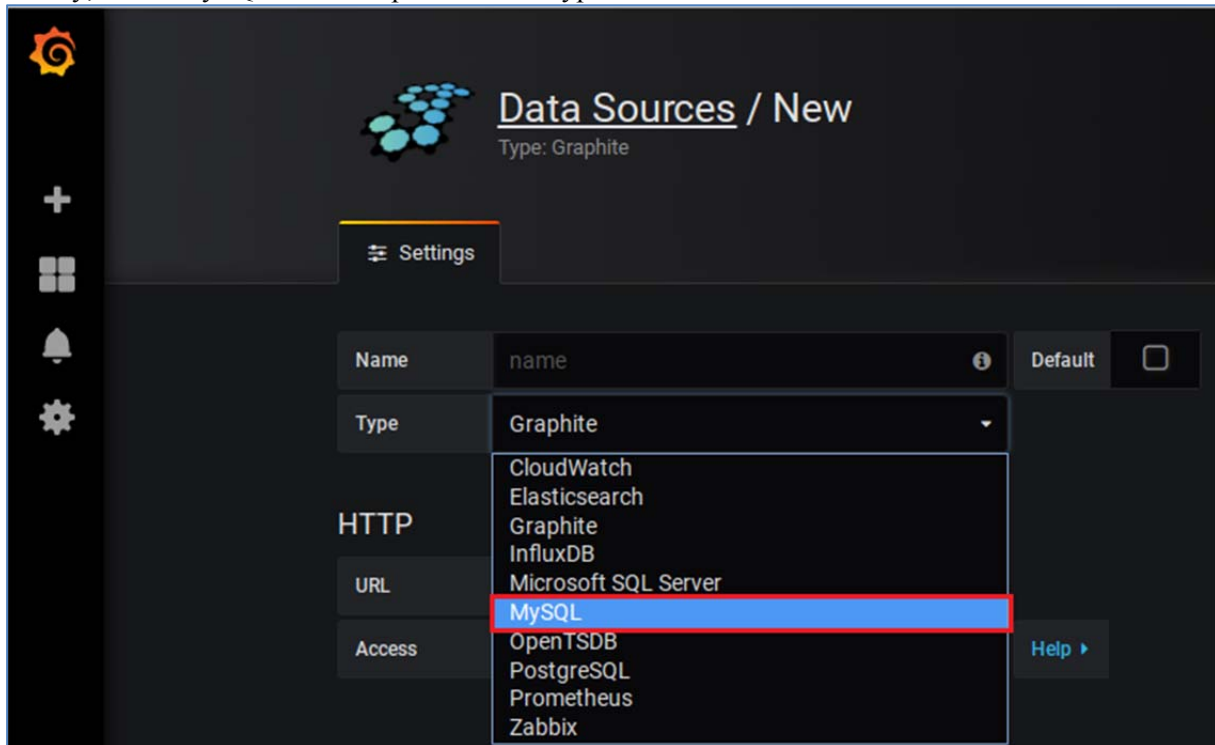 Data Sources / New
Type: Graphite
Settings
Name name Default
Type Graphite
CloudWatch
Elasticsearch
HTTP Graphite
InfluxDB
URL Microsoft SQL Server
MySQL
Access OpenTSDB Help
PostgreSQL
Prometheus
Zabbix